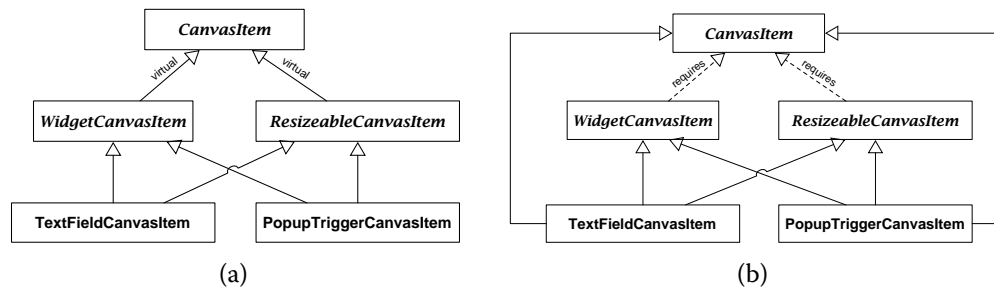 CanvasItem
virtual
virtual
WidgetCanvasItem
ResizeableCanvasItem
TextFieldCanvasItem
PopupTriggerCanvasItem
(a)
CanvasItem
requires
requires
WidgetCanvasItem
ResizeableCanvasItem
TextFieldCanvasItem
PopupTriggerCanvasItem
(b)